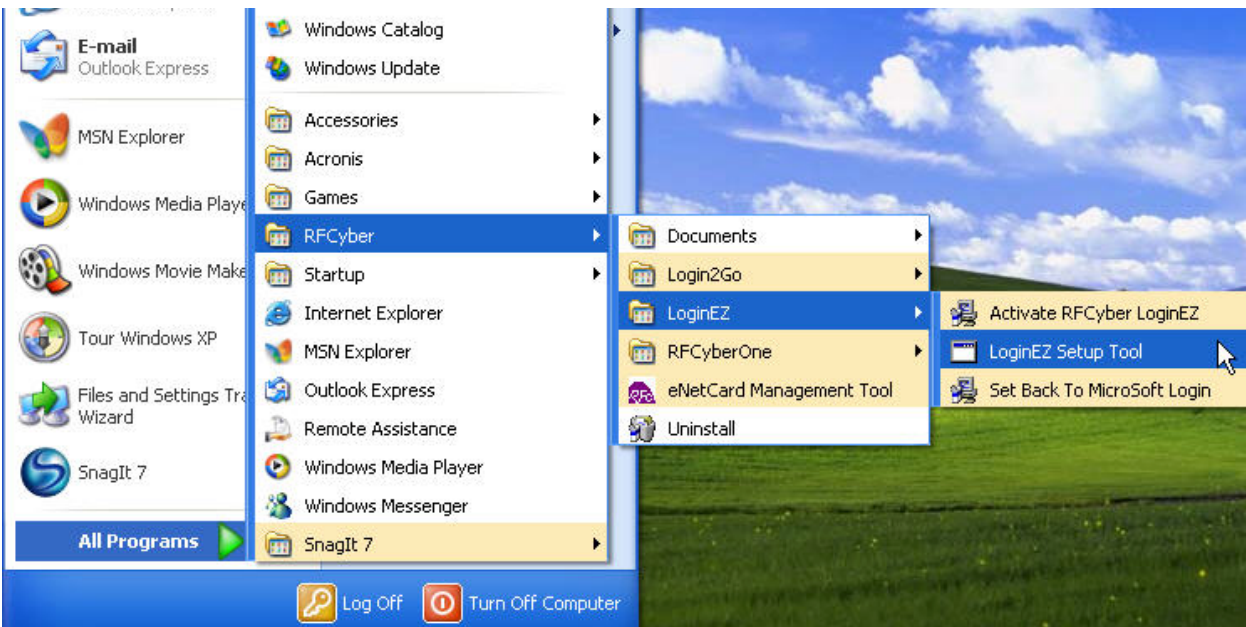 E-mail
Outlook Express
MSN Explorer
Windows Media Playe
Windows Movie Make
Tour Windows XP
Files and Settings Tra
Wizard
SnagIt 7
All Programs
Windows Catalog
Windows Update
Accessories
Acronis
Games
RFCyber
Startup
Internet Explorer
MSN Explorer
Outlook Express
Remote Assistance
Windows Media Player
Windows Messenger
SnagIt 7
Documents
Login2Go
LoginEZ
RFCyberOne
eNetCard Management Tool
Uninstall
Activate RFCyber LoginEZ
LoginEZ Setup Tool
Set Back To MicroSoft Login
Log Off
Turn Off Computer